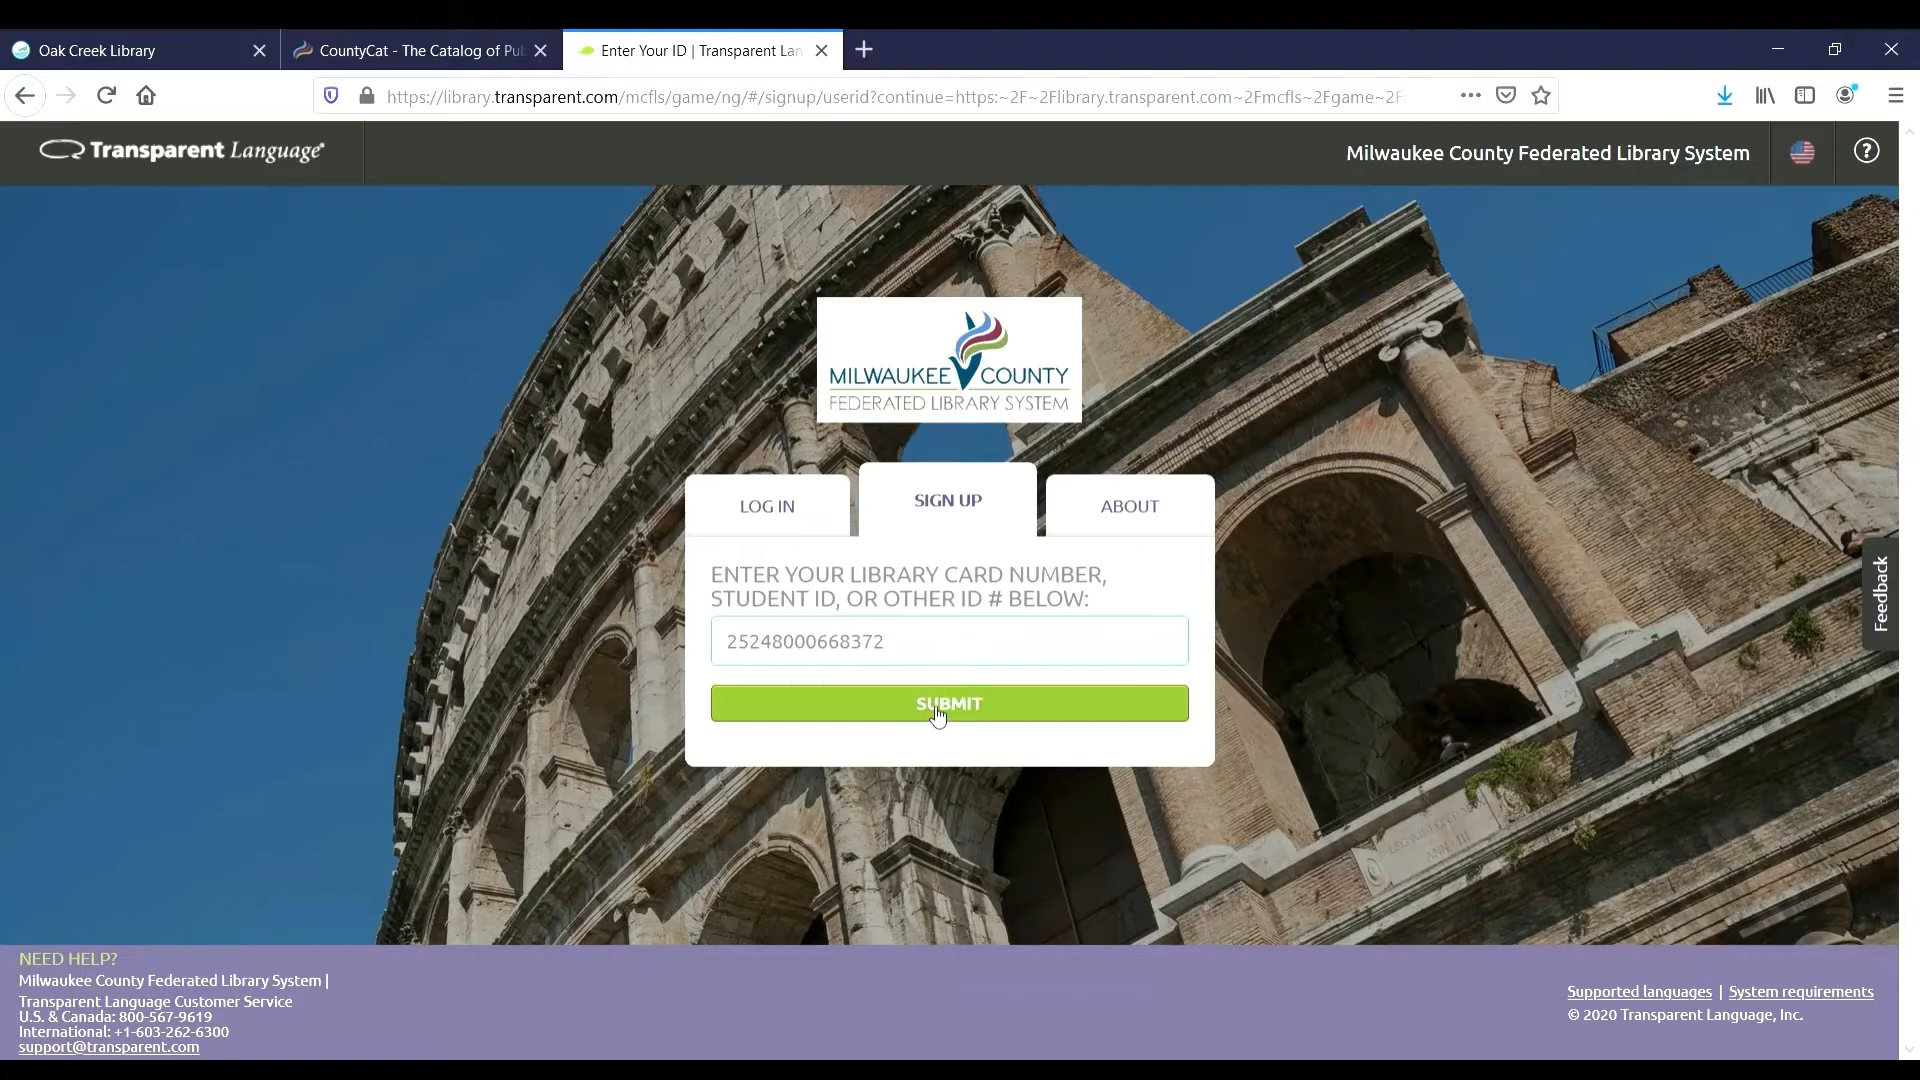 Oak Creek Library
CountyCat - The Catalog of Pu
Enter Your ID | Transparent Lan
https://library.transparent.com/mcfls/game/ng/#/signup/userid?continue=https:~2F~2Flibrary.transparent.com~2Fmcfls~2Fgame~2F
Transparent Language
Milwaukee County Federated Library System
MILWAUKEE COUNTY
FEDERATED LIBRARY SYSTEM
LOG IN
SIGN UP
ABOUT
ENTER YOUR LIBRARY CARD NUMBER,
STUDENT ID, OR OTHER ID # BELOW:
25248000668372
SUBMIT
Feedback
NEED HELP?
Milwaukee County Federated Library System |
Transparent Language Customer Service
U.S. & Canada: 800-567-9619
International: +1-603-262-6300
support@transparent.com
Supported languages | System requirements
© 2020 Transparent Language, Inc.